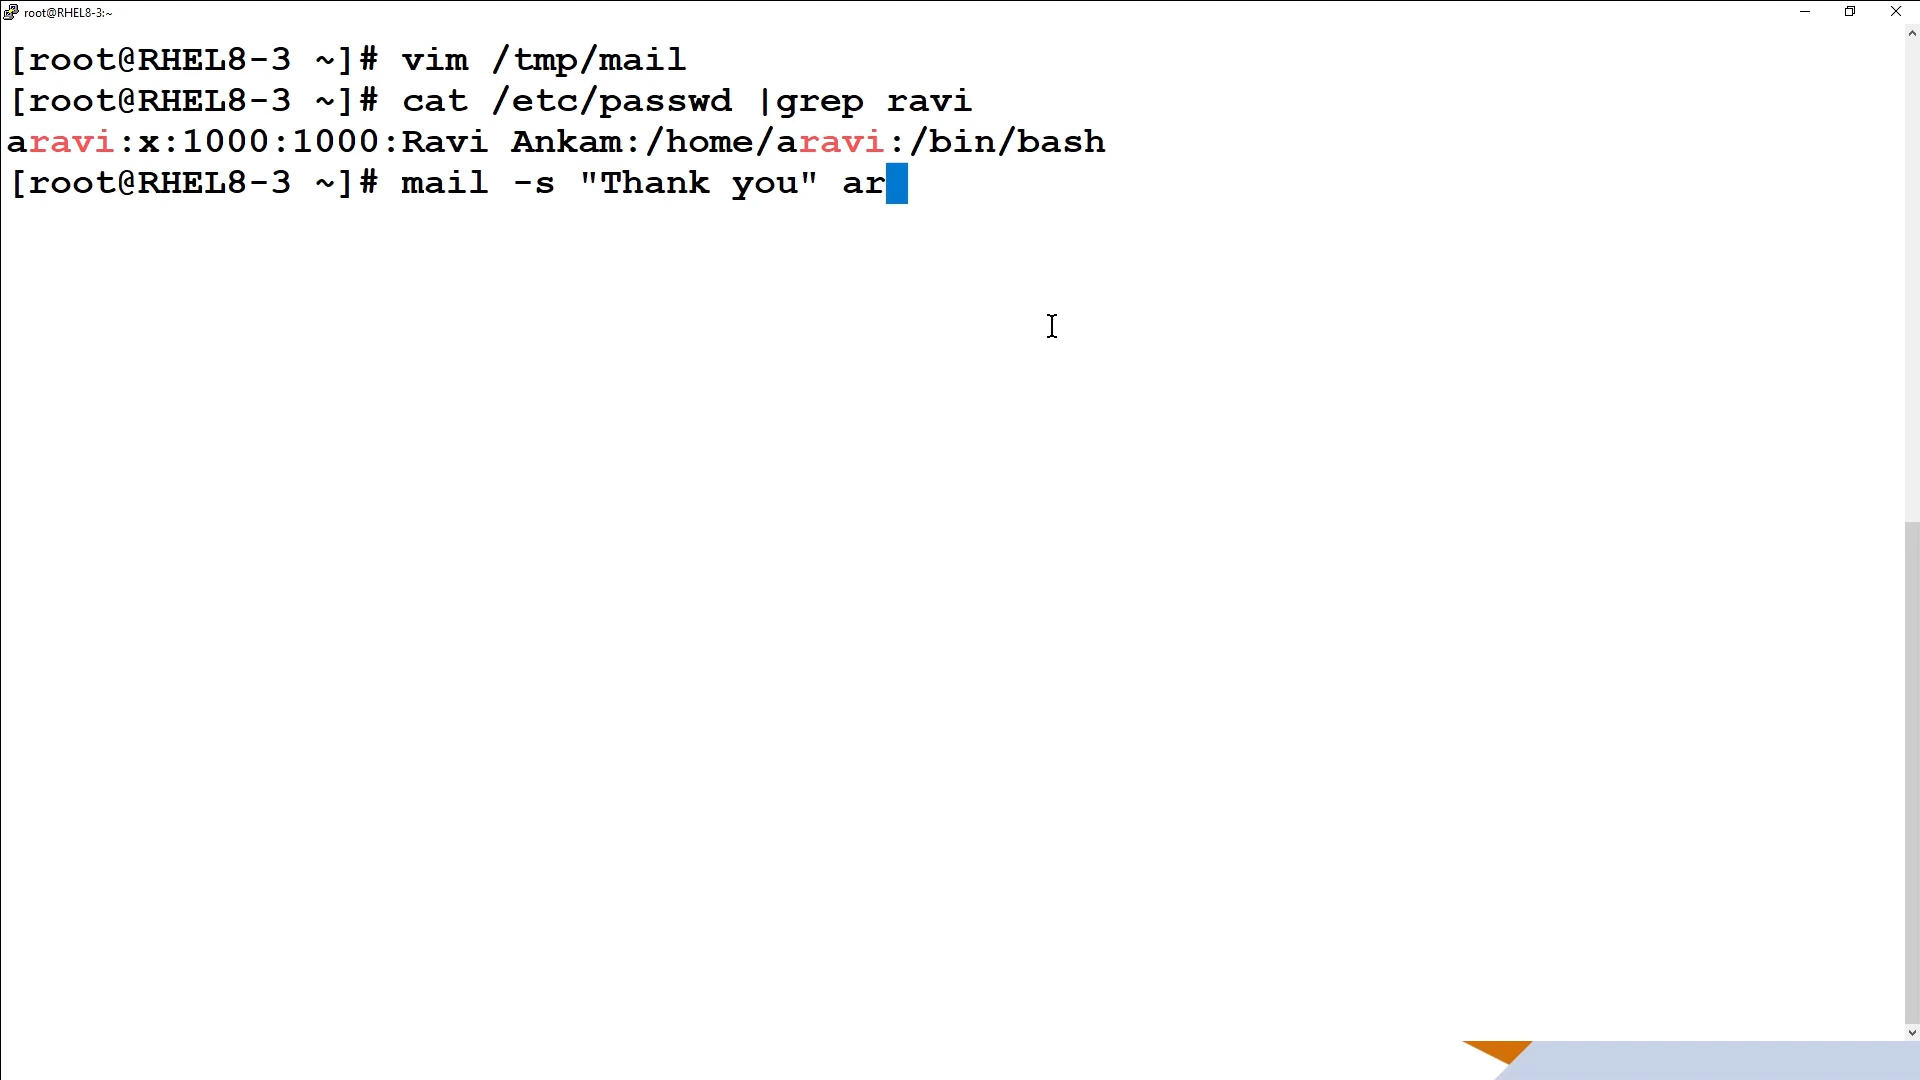 root@RHEL8-3:~
[root@RHEL8-3 ~]# vim /tmp/mail
[root@RHEL8-3 ~]# cat /etc/passwd |grep ravi
aravi:x:1000:1000:Ravi Ankam:/home/aravi:/bin/bash
[root@RHEL8-3 ~]# mail -s "Thank you" ar